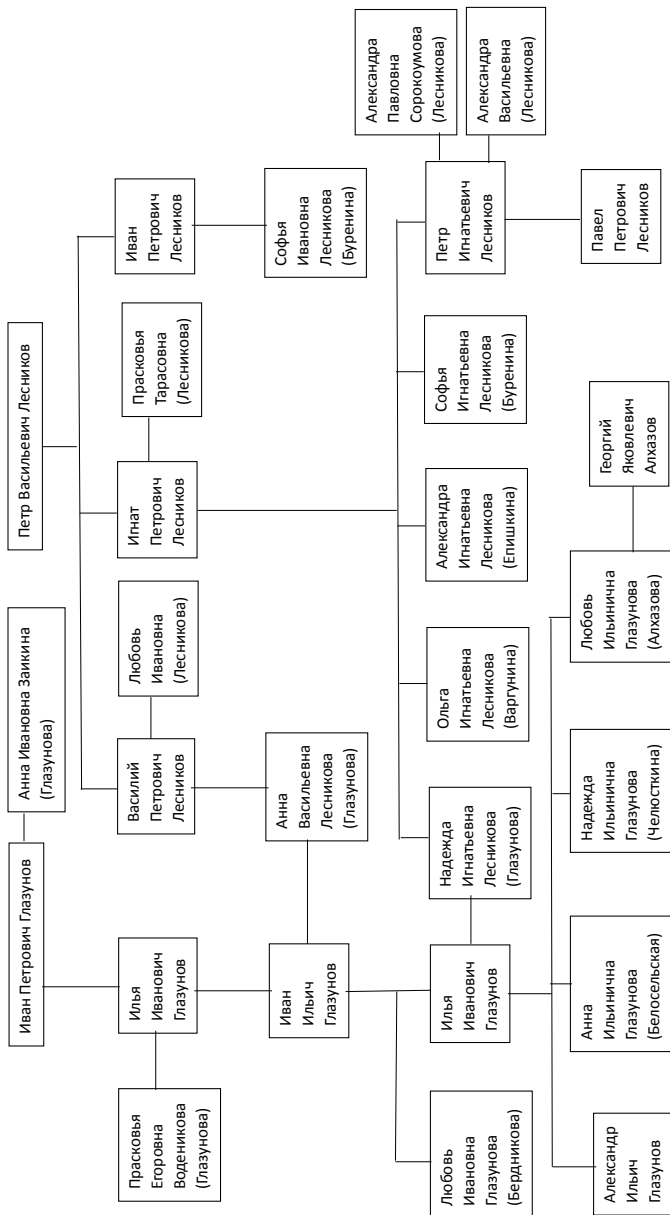 Иван Петрович Глазунов
Анна Ивановна Заикина
(Глазунова)
Петр Васильевич Лесников
Прасковья
Егоровна
Воденикова
(Глазунова)
Илья
Иванович
Глазунов
Василий
Петрович
Лесников
Любовь
Ивановна
(Лесникова)
Игнат
Петрович
Лесников
Прасковья
Тарасовна
(Лесникова)
Иван
Петрович
Лесников
Иван
Ильич
Глазунов
Анна
Васильевна
Лесникова
(Глазунова)
Софья
Ивановна
Лесникова
(Буренина)
Любовь
Ивановна
Глазунова
(Бердникова)
Илья
Иванович
Глазунов
Надежда
Игнатьевна
Лесникова
(Глазунова)
Ольга
Игнатьевна
Лесникова
(Варгунина)
Александра
Игнатьевна
Лесникова
(Епишкина)
Софья
Игнатьевна
Лесникова
(Буренина)
Петр
Игнатьевич
Лесников
Александра
Павловна
Сорокоумова
(Лесникова)
Александра
Васильевна
(Лесникова)
Александр
Ильич
Глазунов
Анна
Ильинична
Глазунова
(Белосельская)
Надежда
Ильинична
Глазунова
(Челюсткина)
Любовь
Ильинична
Глазунова
(Алхазова)
Георгий
Яковлевич
Алхазов
Павел
Петрович
Лесников